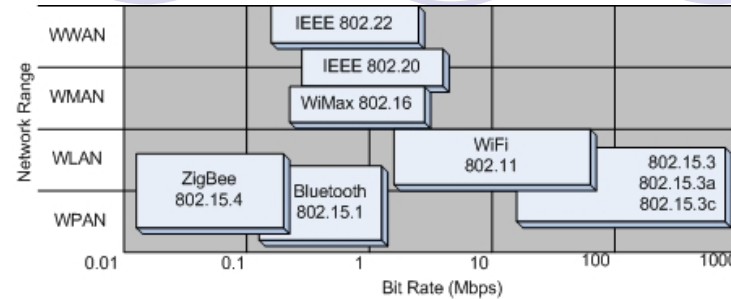 WWAN
IEEE 802.22
IEEE 802.20
WMAN
WiMax 802.16
Network Range
WLAN
WiFi
802.11
802.15.3
802.15.3a
802.15.3c
ZigBee
802.15.4
Bluetooth
802.15.1
WPAN
0.01
0.1
1
10
100
1000
Bit Rate (Mbps)